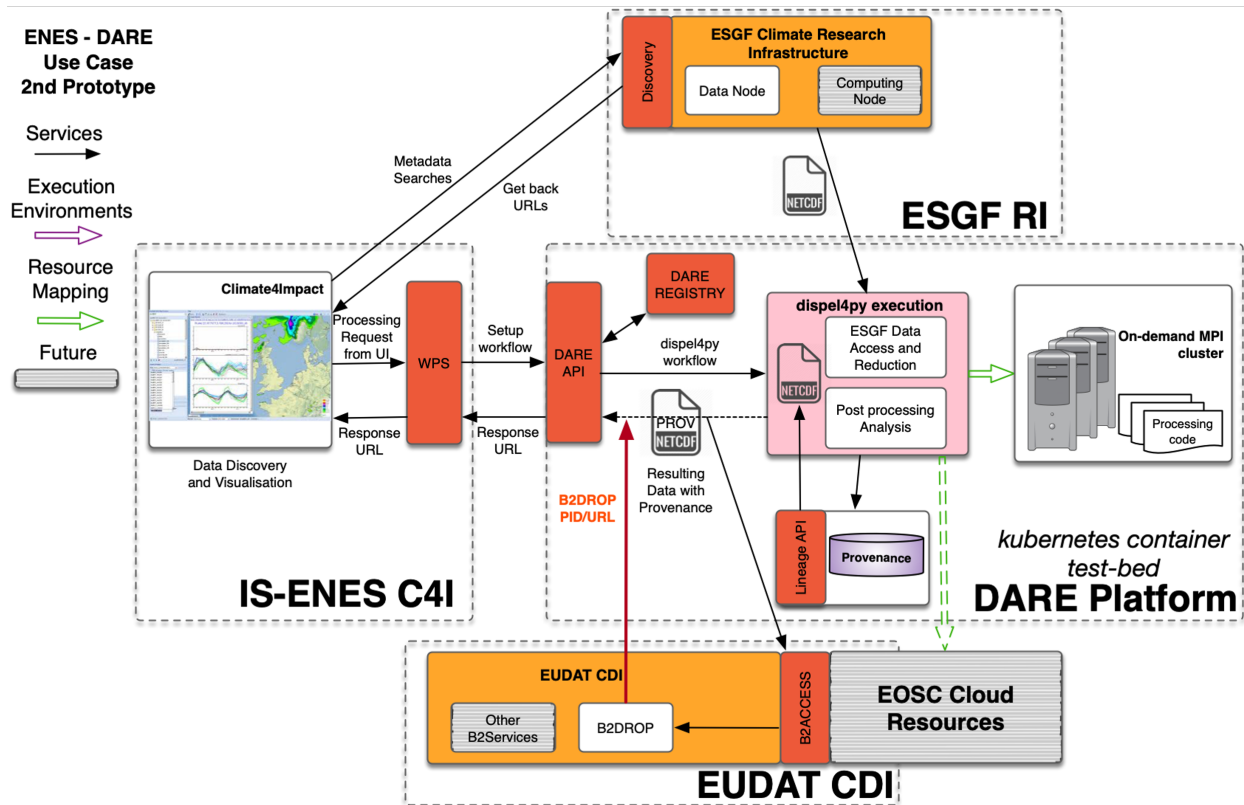 ENES - DARE
Use Case
2nd Prototype
Services
Execution
Environments
Resource
Mapping
Future
ESGF Climate Research
Infrastructure
Discovery
Data Node
Computing
Node
NETCDF
ESGF RI
Metadata
Searches
Get back
URLs
Climate4Impact
Processing
Request
from UI
WPS
Response
URL
Data Discovery
and Visualisation
IS-ENES C4I
Setup
workflow
Response
URL
DARE
API
DARE
REGISTRY
dispel4py
workflow
PROV
NETCDF
Resulting
Data with
Provenance
B2DROP
PID/URL
dispel4py execution
ESGF Data
Access and
Reduction
NETCDF
Post processing
Analysis
Lineage API
Provenance
On-demand MPI
cluster
Processing
code
kubernetes container
test-bed
DARE Platform
EUDAT CDI
Other
B2Services
B2DROP
B2ACCESS
EOSC Cloud
Resources
EUDAT CDI